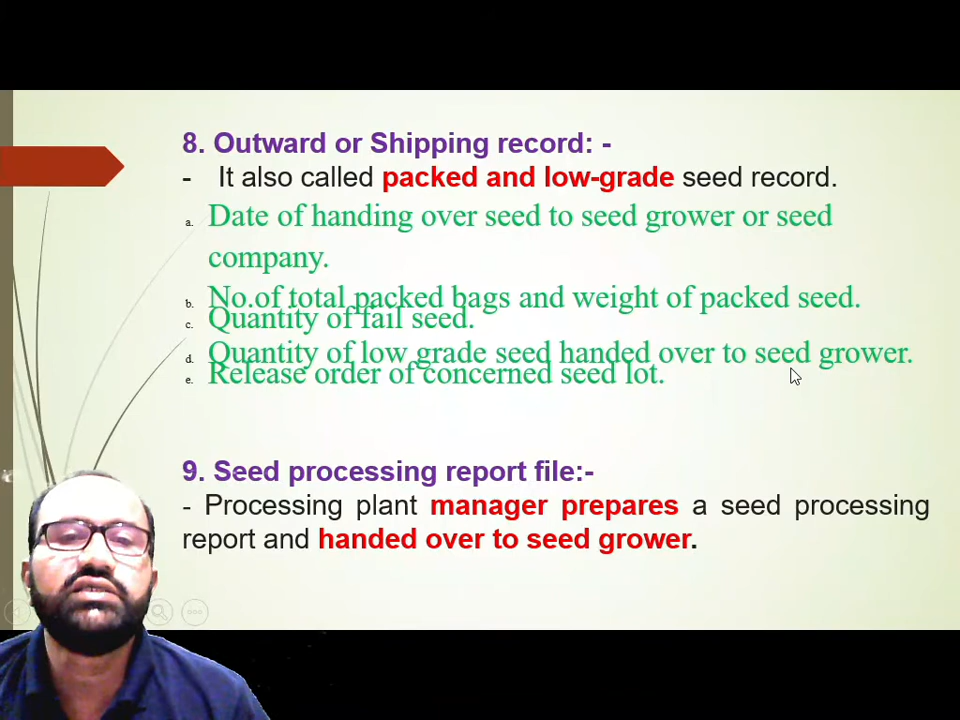 8. Outward or Shipping record: -
- It also called packed and low-grade seed record.
a. Date of handing over seed to seed grower or seed
company.
b. No.of total packed bags and weight of packed seed.
c. Quantity of fail seed.
d. Quantity of low grade seed handed over to seed grower.
e. Release order of concerned seed lot.
9. Seed processing report file:-
- Processing plant manager prepares a seed processing
report and handed over to seed grower.